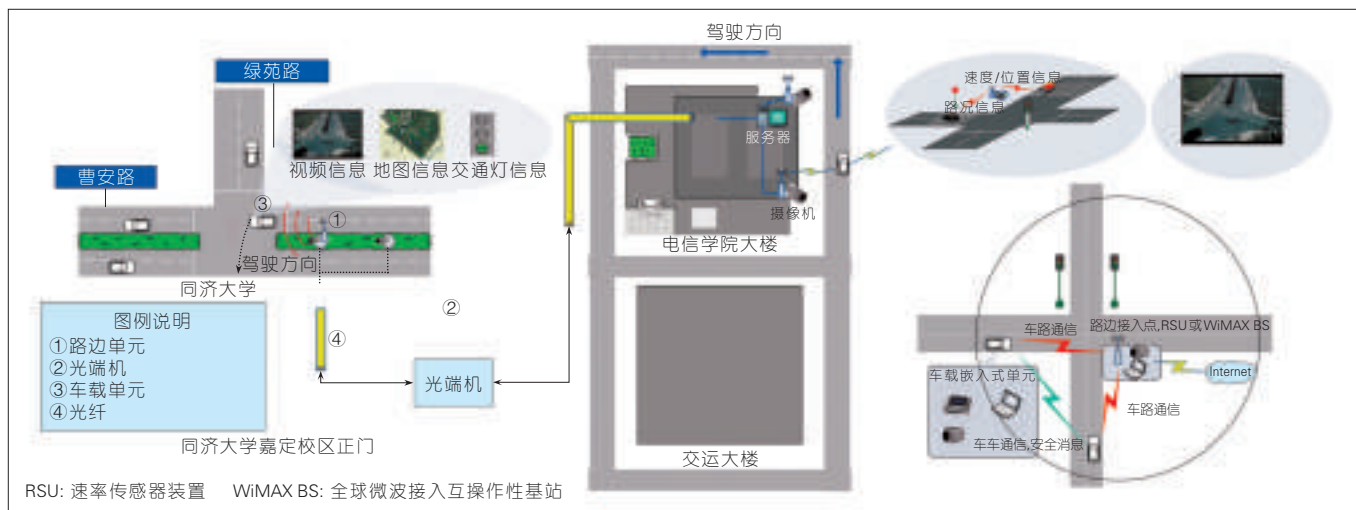 绿苑路
曹安路
视频信息 地图信息 交通灯信息
③
①
驾驶方向
同济大学
②
④
图例说明
①路边单元
②光端机
③车载单元
④光纤
光端机
同济大学嘉定校区正门
驾驶方向
服务器
摄像机
电信学院大楼
交运大楼
速度/位置信息
路况信息
车路通信
路边接入点,RSU或WiMAX BS
车载嵌入式单元
Internet
车路通信
车车通信,安全消息
RSU: 速率传感器装置 WiMAX BS: 全球微波接入互操作性基站